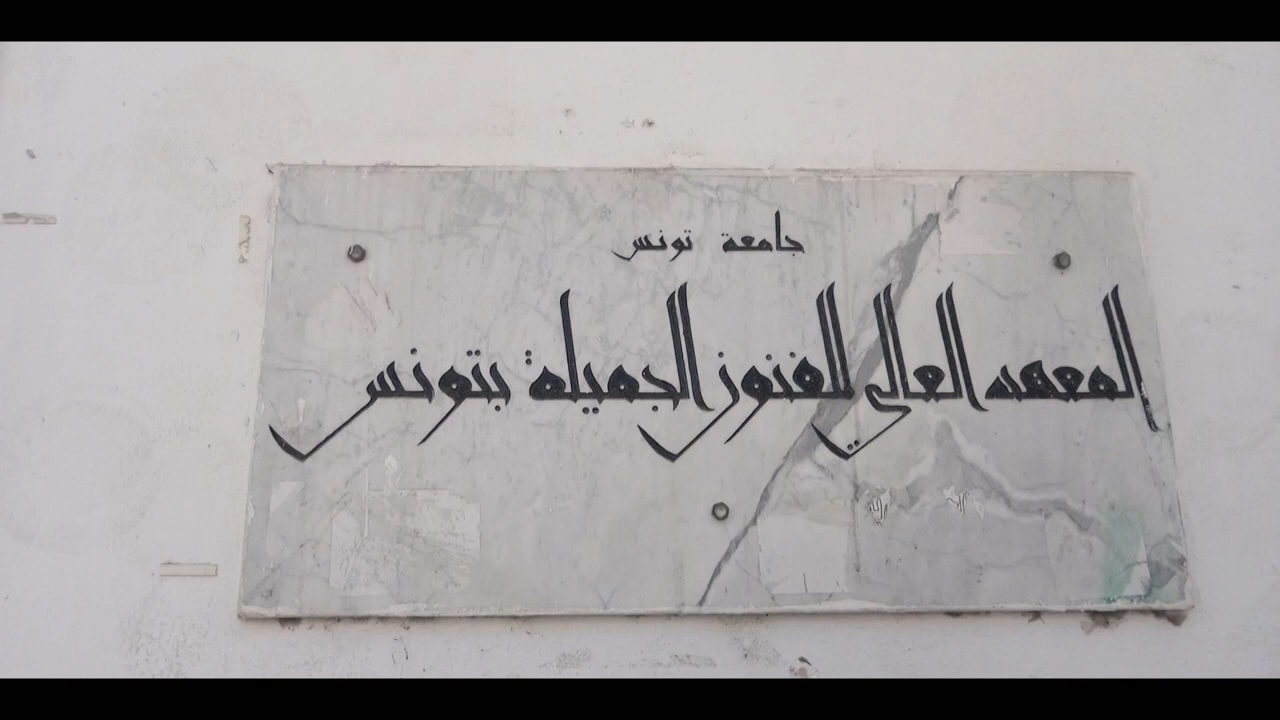 جامعة تونس
المعهد العالي للفنون الجميلة بتونس